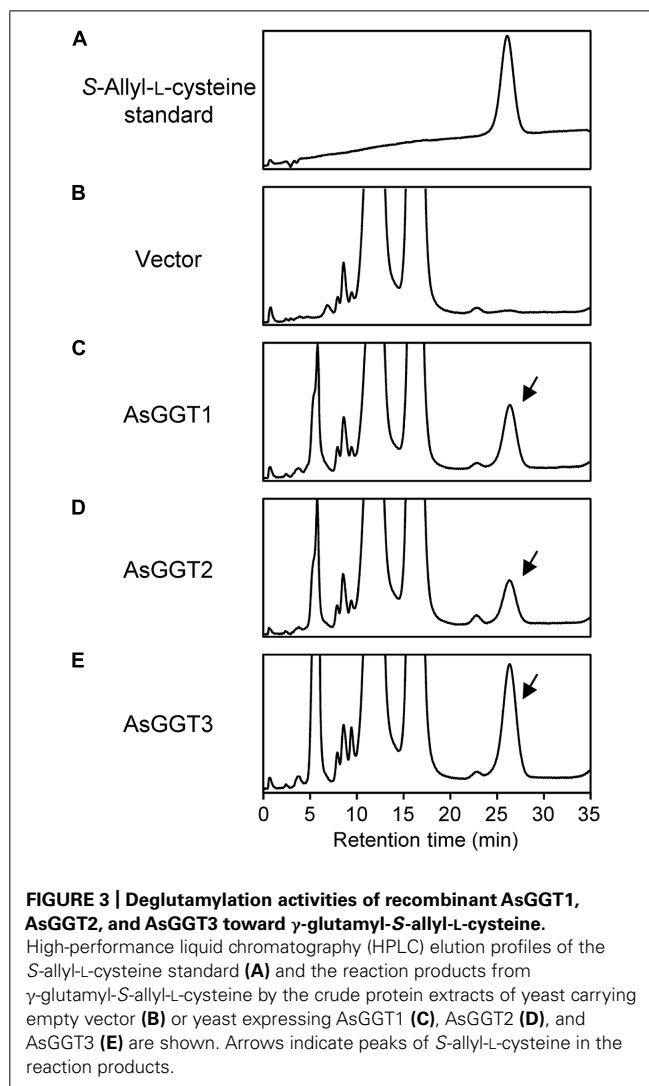 A
S-Allyl-L-cysteine
standard
B
Vector
C
AsGGT1
D
AsGGT2
E
AsGGT3
0 5 10 15 20 25 30 35
Retention time (min)
FIGURE 3 | Deglutamylation activities of recombinant AsGGT1,
AsGGT2, and AsGGT3 toward γ-glutamyl-S-allyl-L-cysteine.
High-performance liquid chromatography (HPLC) elution profiles of the
S-allyl-L-cysteine standard (A) and the reaction products from
γ-glutamyl-S-allyl-L-cysteine by the crude protein extracts of yeast carrying
empty vector (B) or yeast expressing AsGGT1 (C), AsGGT2 (D), and
AsGGT3 (E) are shown. Arrows indicate peaks of S-allyl-L-cysteine in the
reaction products.